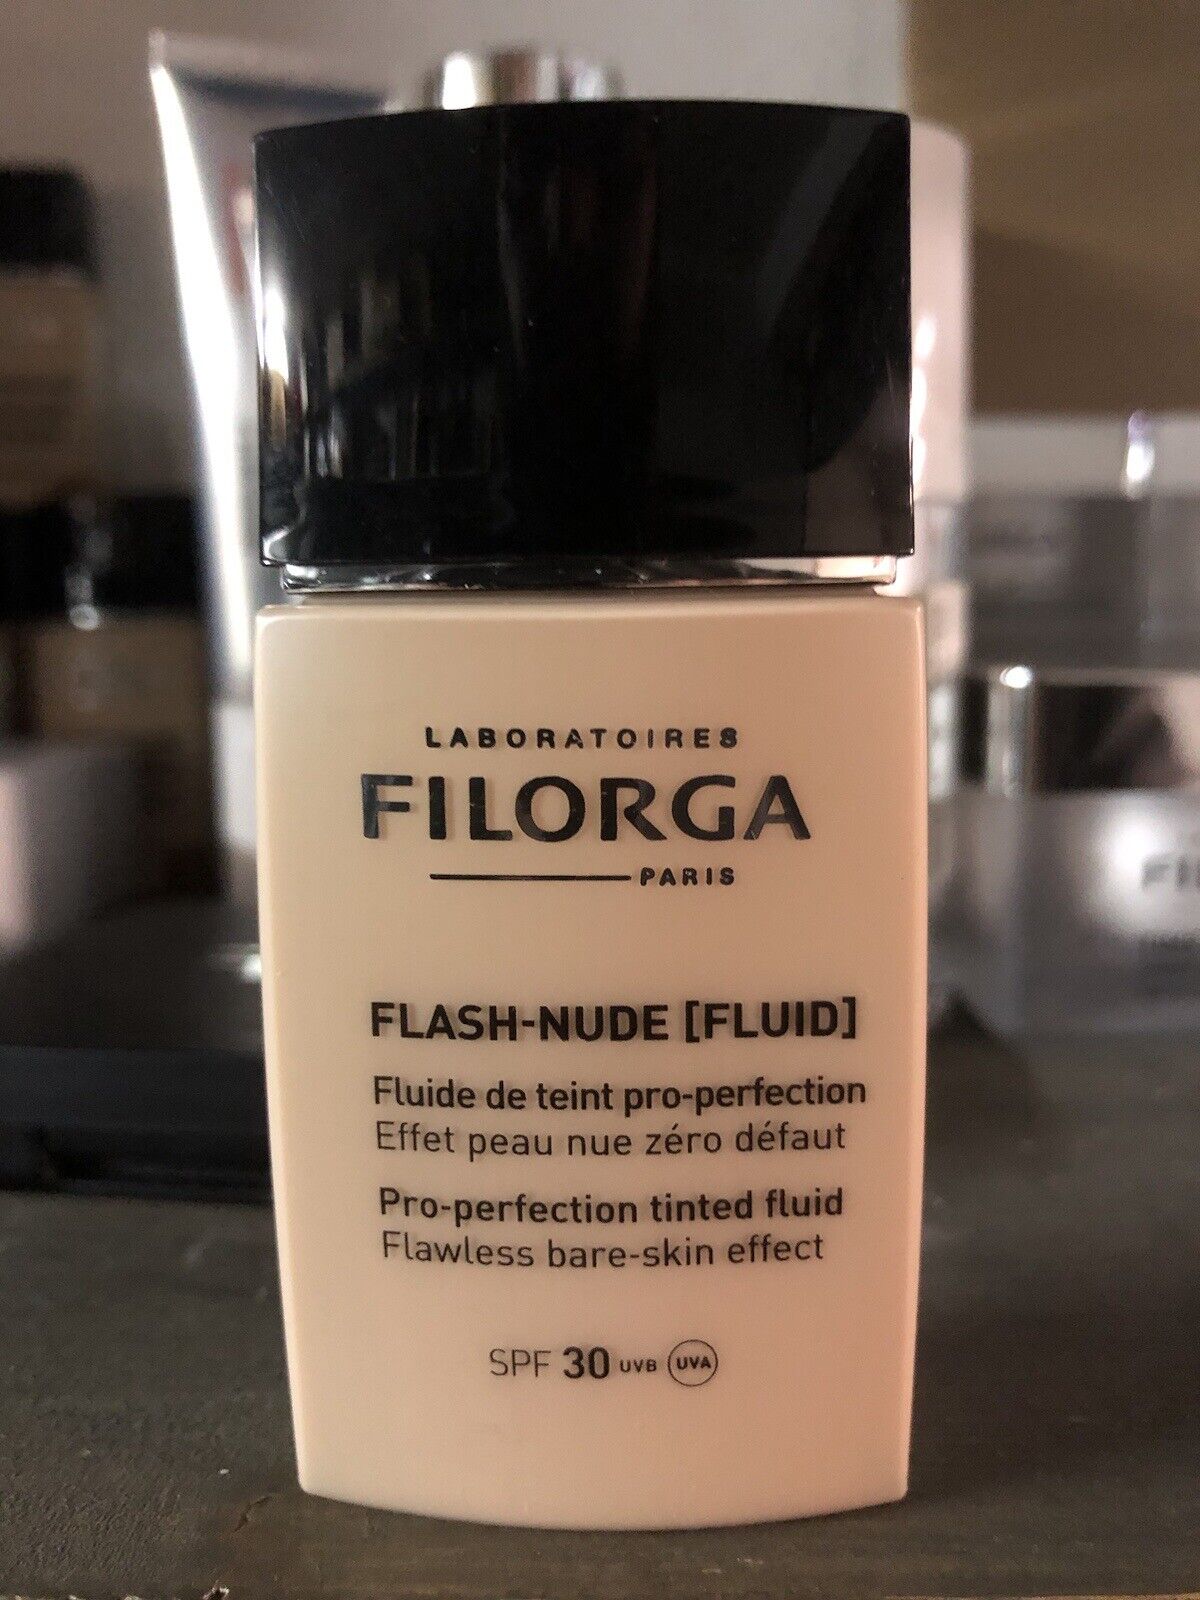 LABORATOIRES
FILORGA
PARIS
FLASH-NUDE [FLUID]
Fluide de teint pro-perfection
Effet peau nue zéro défaut
Pro-perfection tinted fluid
Flawless bare-skin effect
SPF 30 UVB UVA